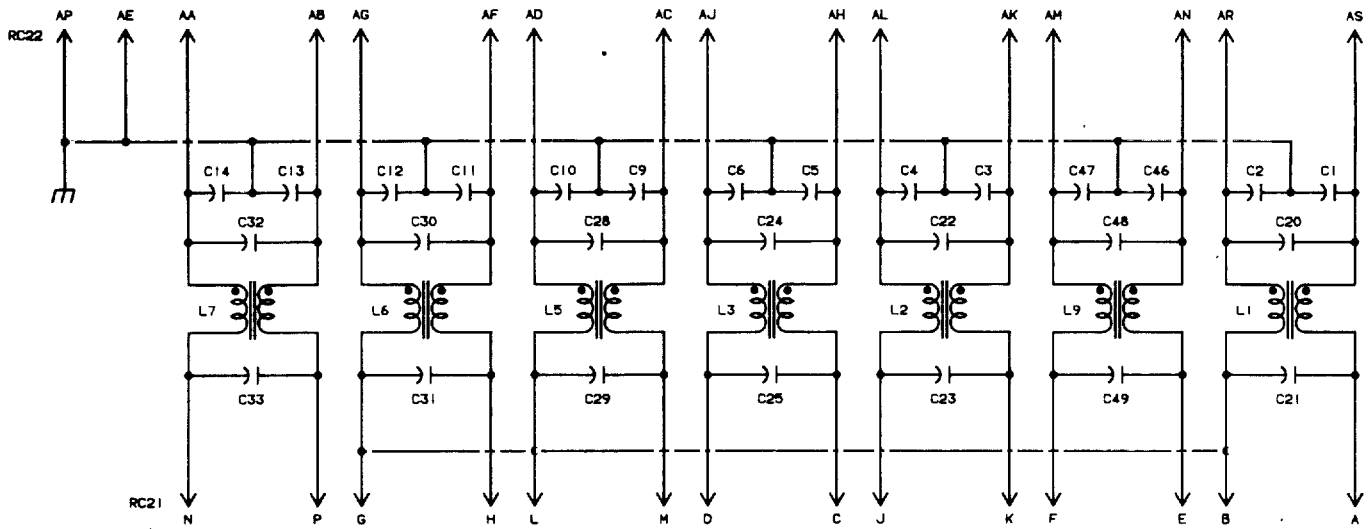 AP AE AA AB AG AF AD AC AJ AH AL AK AM AN AR AS
RC22
C14 C13 C12 C11 C10 C9 C6 C5 C4 C3 C47 C46 C2 C1
C32 C30 C28 C24 C22 C48 C20
L7 L6 L5 L3 L2 L9 L1
C33 C31 C29 C25 C23 C49 C21
RC21
N P G H L M D C J K F E B A